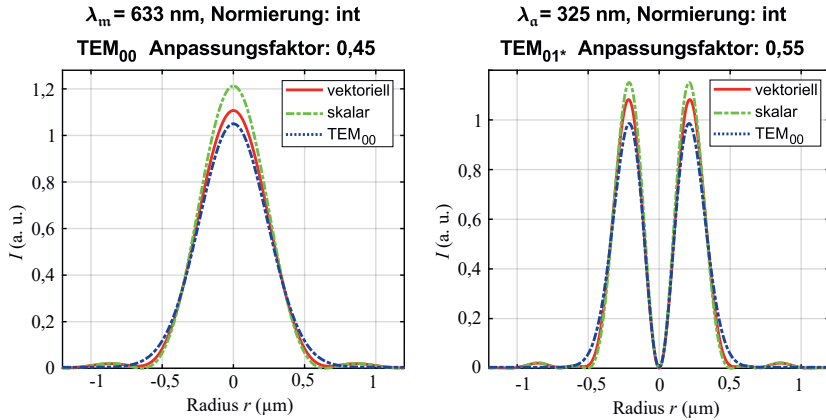 λm = 633 nm, Normierung: int
TEM00 Anpassungsfaktor: 0,45
1,2
1
0,8
0,6
0,4
0,2
0
I (a. u.)
vektoriell
skalar
TEM00
-1
-0,5
0
0,5
1
Radius r (µm)
λa = 325 nm, Normierung: int
TEM01* Anpassungsfaktor: 0,55
1
0,8
0,6
0,4
0,2
0
I (a. u.)
vektoriell
skalar
TEM00
-1
-0,5
0
0,5
1
Radius r (µm)